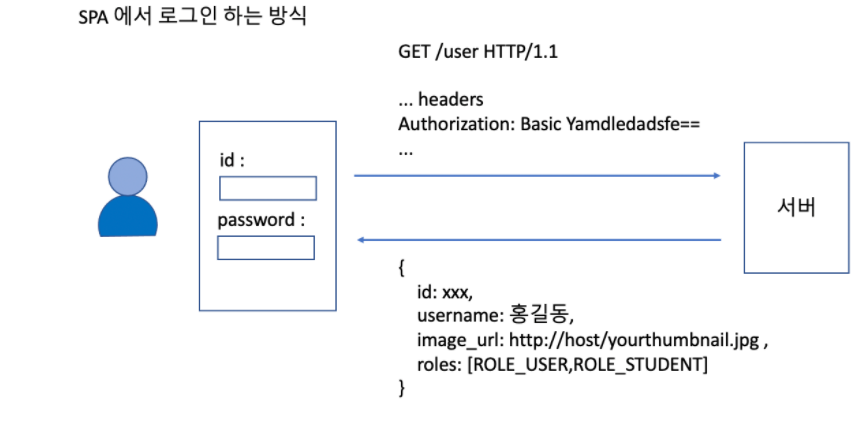 SPA 에서 로그인 하는 방식
GET /user HTTP/1.1
... headers
Authorization: Basic Yamdledadsfe==
...
id :
password :
서버
{
id: xxx,
username: 홍길동,
image_url: http://host/yourthumbnail.jpg ,
roles: [ROLE_USER,ROLE_STUDENT]
}